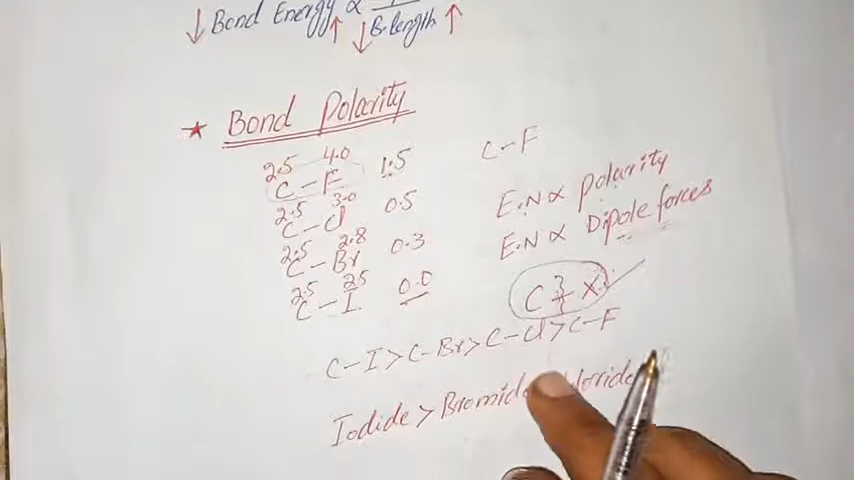 ↓ Bond Energy ↑ ∝ 1 / ↓ B.length ↑
★ Bond Polarity
2.5 4.0
C–F 1.5
C–F
2.5 3.0
C–Cl 0.5
E.N ∝ polarity
2.5 2.8
C–Br 0.3
E.N ∝ Dipole forces
2.5 2.5
C–I 0.0
C X
C–I > C–Br > C–Cl > C–F
Iodide > Bromide